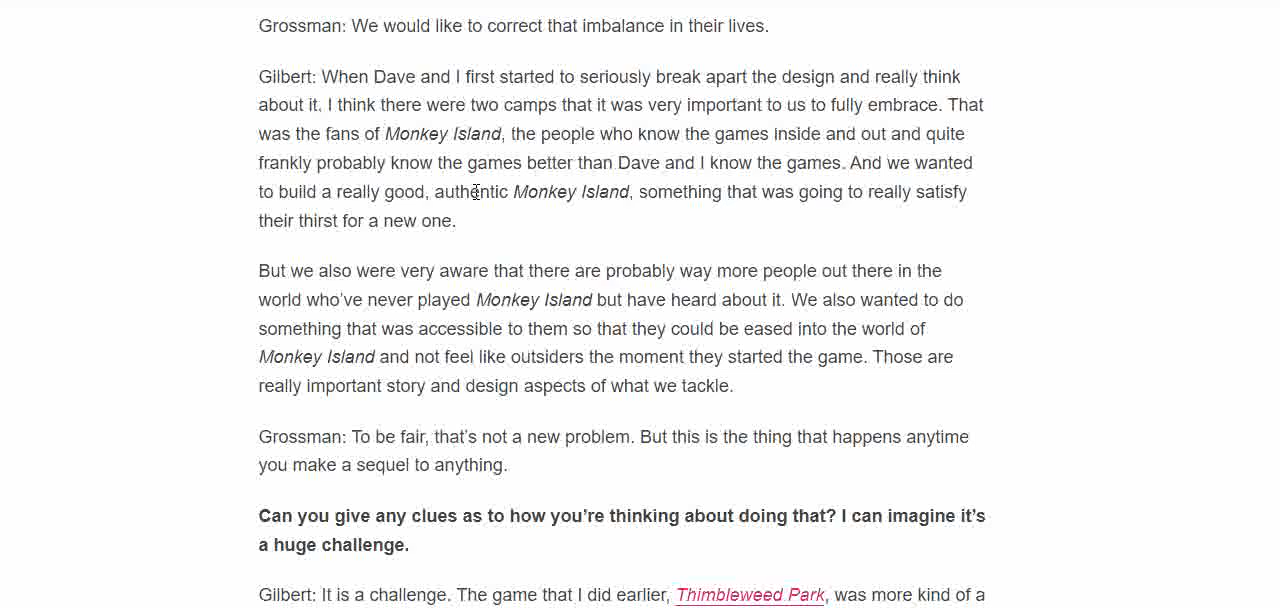 Grossman: We would like to correct that imbalance in their lives.
Gilbert: When Dave and I first started to seriously break apart the design and really think
about it. I think there were two camps that it was very important to us to fully embrace. That
was the fans of Monkey Island, the people who know the games inside and out and quite
frankly probably know the games better than Dave and I know the games. And we wanted
to build a really good, authentic Monkey Island, something that was going to really satisfy
their thirst for a new one.
But we also were very aware that there are probably way more people out there in the
world who’ve never played Monkey Island but have heard about it. We also wanted to do
something that was accessible to them so that they could be eased into the world of
Monkey Island and not feel like outsiders the moment they started the game. Those are
really important story and design aspects of what we tackle.
Grossman: To be fair, that’s not a new problem. But this is the thing that happens anytime
you make a sequel to anything.
Can you give any clues as to how you’re thinking about doing that? I can imagine it’s
a huge challenge.
Gilbert: It is a challenge. The game that I did earlier, Thimbleweed Park, was more kind of a